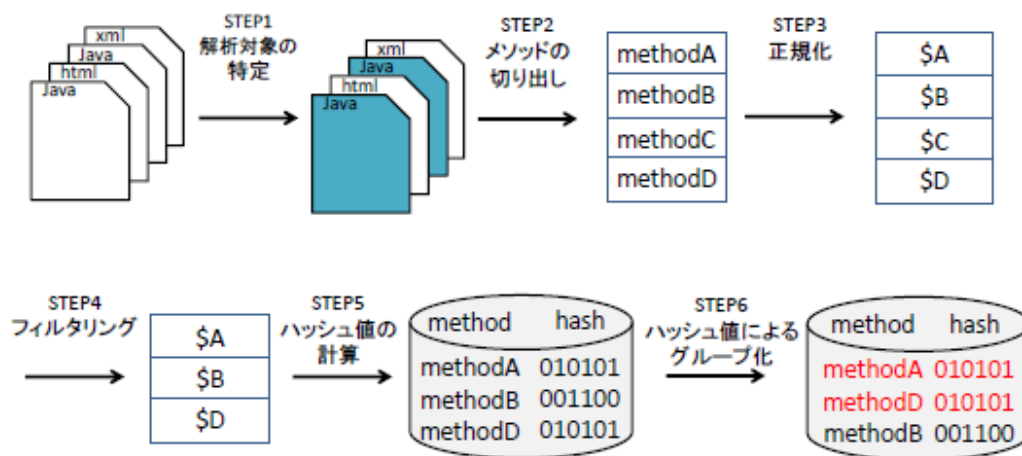 STEP1
解析対象の
特定
xml
Java
html
Java
xml
Java
html
Java
STEP2
メソッドの
切り出し
methodA
methodB
methodC
methodD
STEP3
正規化
$A
$B
$C
$D
STEP4
フィルタリング
$A
$B
$D
STEP5
ハッシュ値の
計算
method hash
methodA 010101
methodB 001100
methodD 010101
STEP6
ハッシュ値による
グループ化
method hash
methodA 010101
methodD 010101
methodB 001100